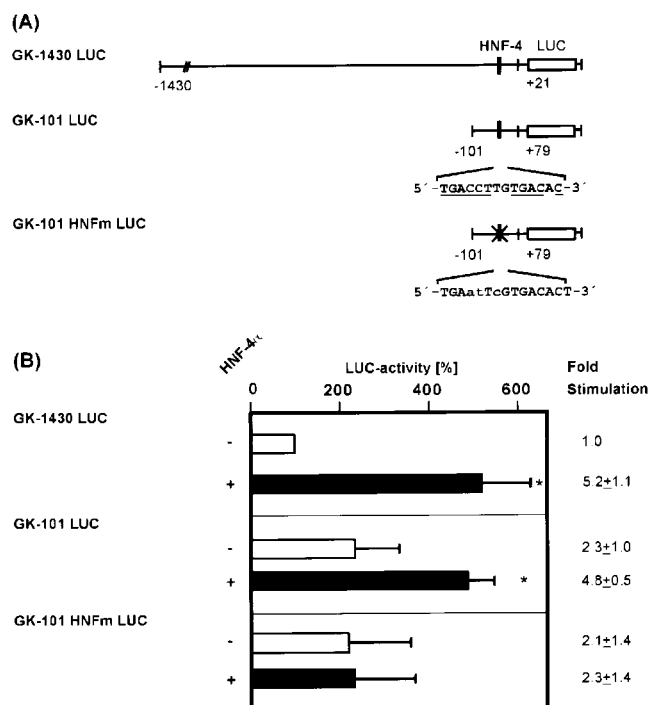 (A)
HNF-4 LUC
GK-1430 LUC
-1430 +21
GK-101 LUC
-101 +79
5´-TGACCTTGTGACAC-3´
GK-101 HNFm LUC
-101 +79
5´-TGAatTcGTGACACT-3´
(B)
HNF-4α LUC-activity [%] Fold
0 200 400 600 Stimulation
GK-1430 LUC
- 1.0
+ * 5.2±1.1
GK-101 LUC
- 2.3±1.0
+ * 4.8±0.5
GK-101 HNFm LUC
- 2.1±1.4
+ 2.3±1.4